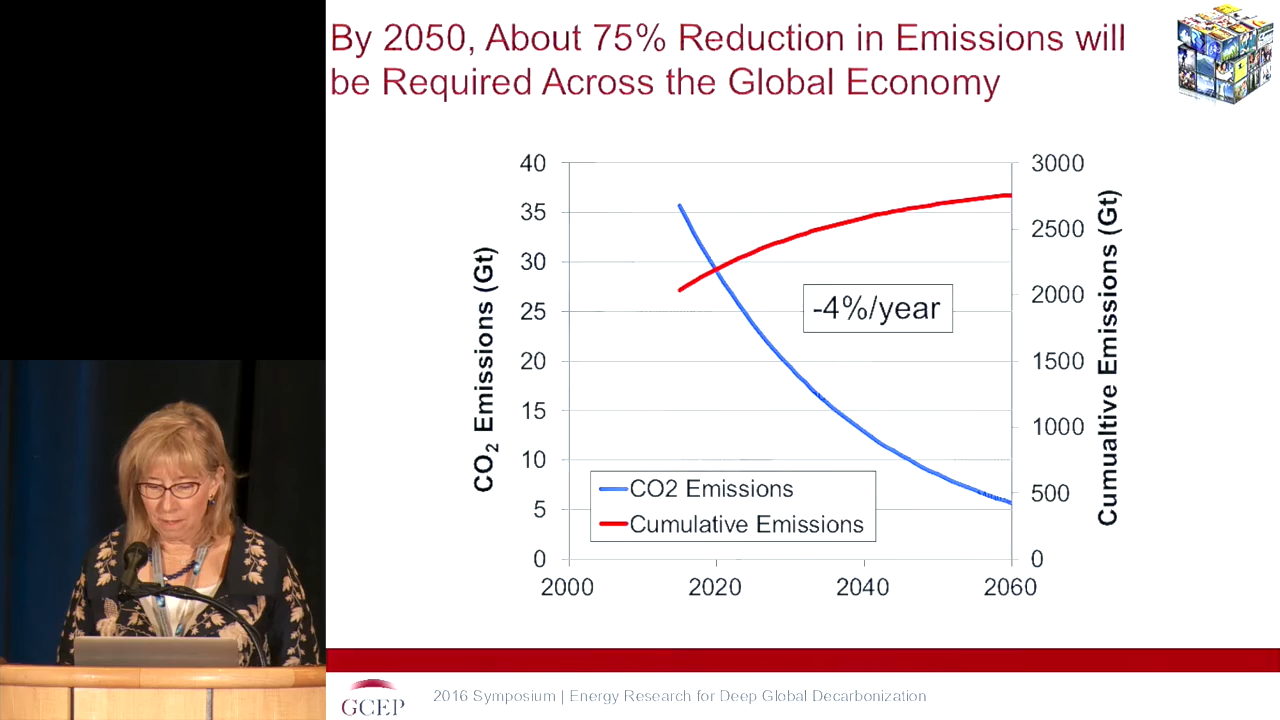 By 2050, About 75% Reduction in Emissions will
be Required Across the Global Economy
40
35
30
25
20
15
10
5
0
CO2 Emissions (Gt)
3000
2500
2000
1500
1000
500
0
Cumualtive Emissions (Gt)
-4%/year
CO2 Emissions
Cumulative Emissions
2000
2020
2040
2060
GCEP
2016 Symposium | Energy Research for Deep Global Decarbonization